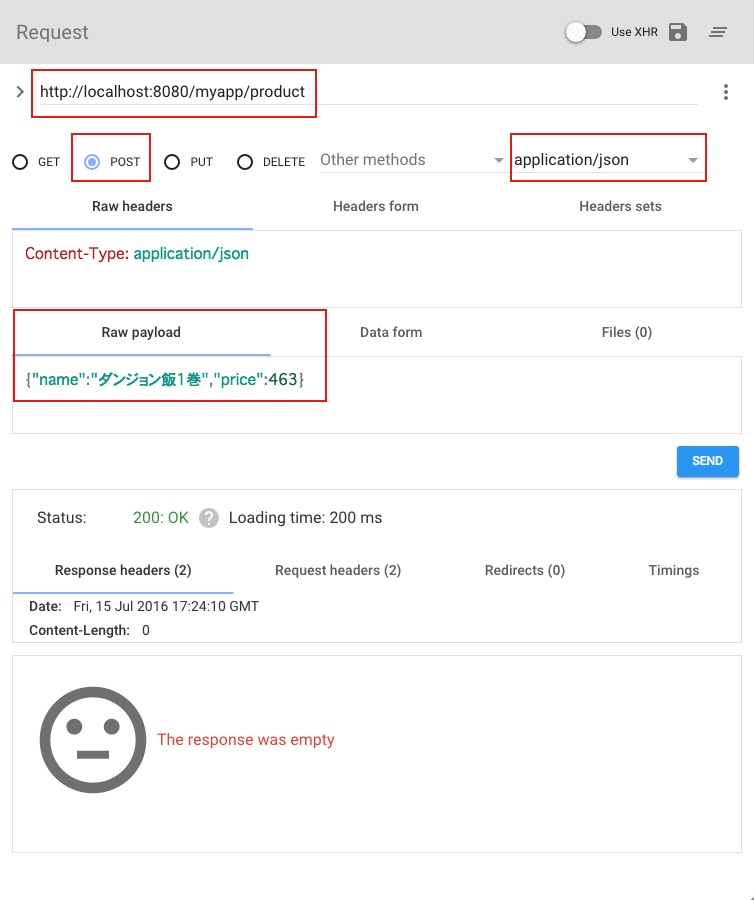 Request
Use XHR
http://localhost:8080/myapp/product
GET POST PUT DELETE Other methods application/json
Raw headers Headers form Headers sets
Content-Type: application/json
Raw payload Data form Files (0)
{"name":"ダンジョン飯1巻","price":463}
SEND
Status: 200: OK ? Loading time: 200 ms
Response headers (2) Request headers (2) Redirects (0) Timings
Date: Fri, 15 Jul 2016 17:24:10 GMT
Content-Length: 0
The response was empty